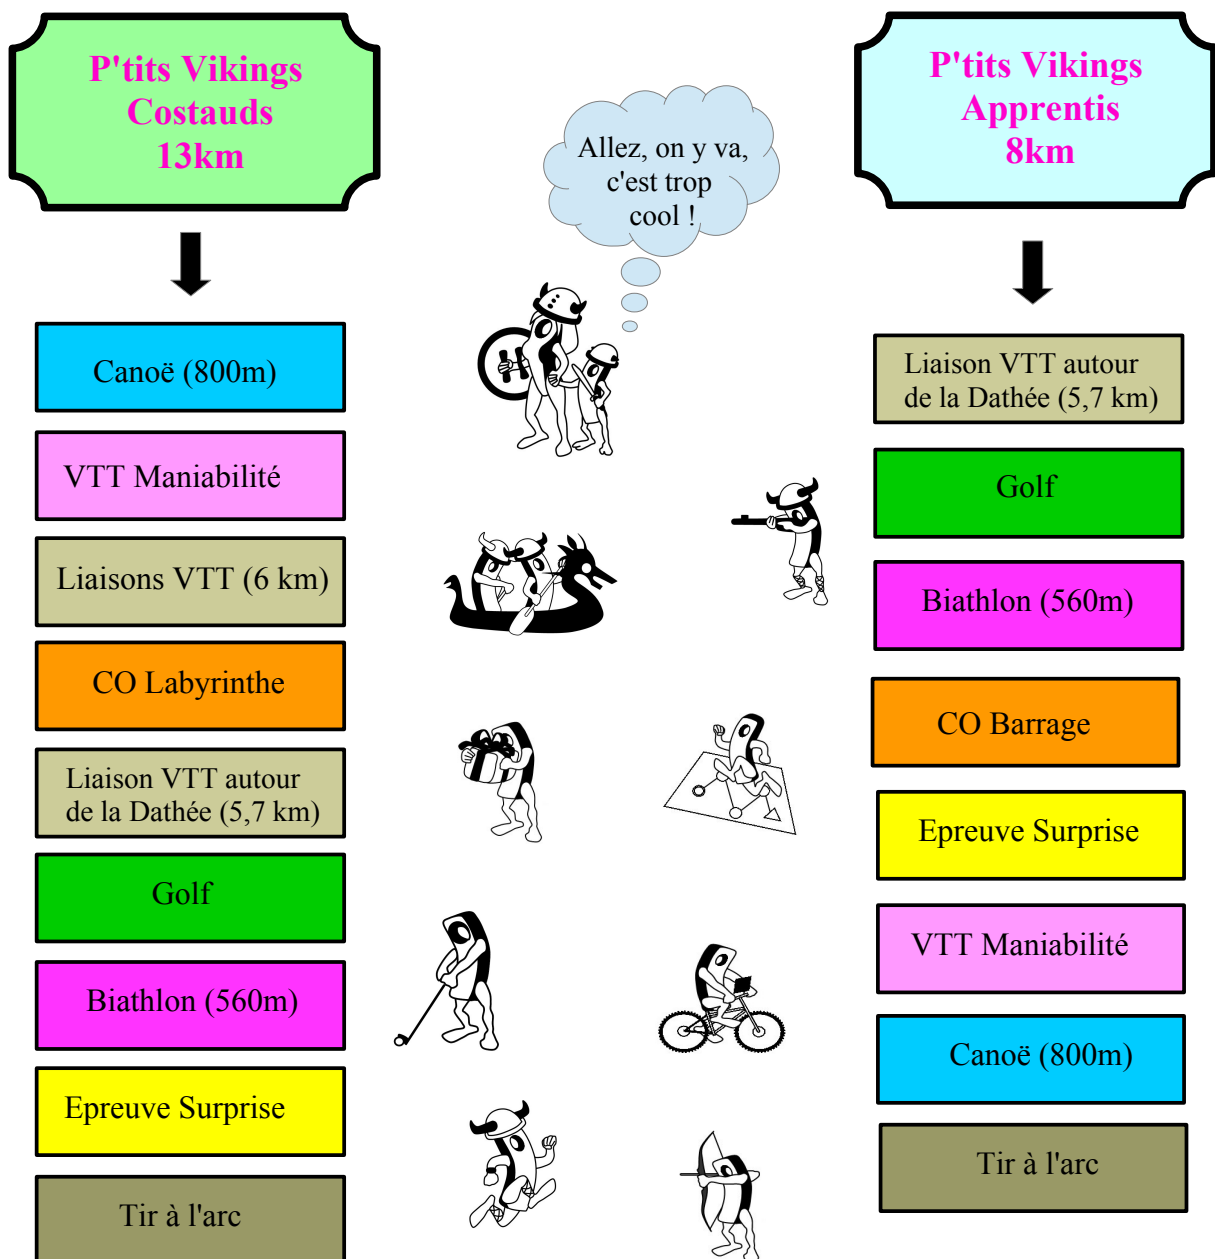 P'tits Vikings
Costauds
13km
Canoë (800m)
VTT Maniabilité
Liaisons VTT (6 km)
CO Labyrinthe
Liaison VTT autour
de la Dathée (5,7 km)
Golf
Biathlon (560m)
Epreuve Surprise
Tir à l'arc
Allez, on y va,
c'est trop
cool !
P'tits Vikings
Apprentis
8km
Liaison VTT autour
de la Dathée (5,7 km)
Golf
Biathlon (560m)
CO Barrage
Epreuve Surprise
VTT Maniabilité
Canoë (800m)
Tir à l'arc